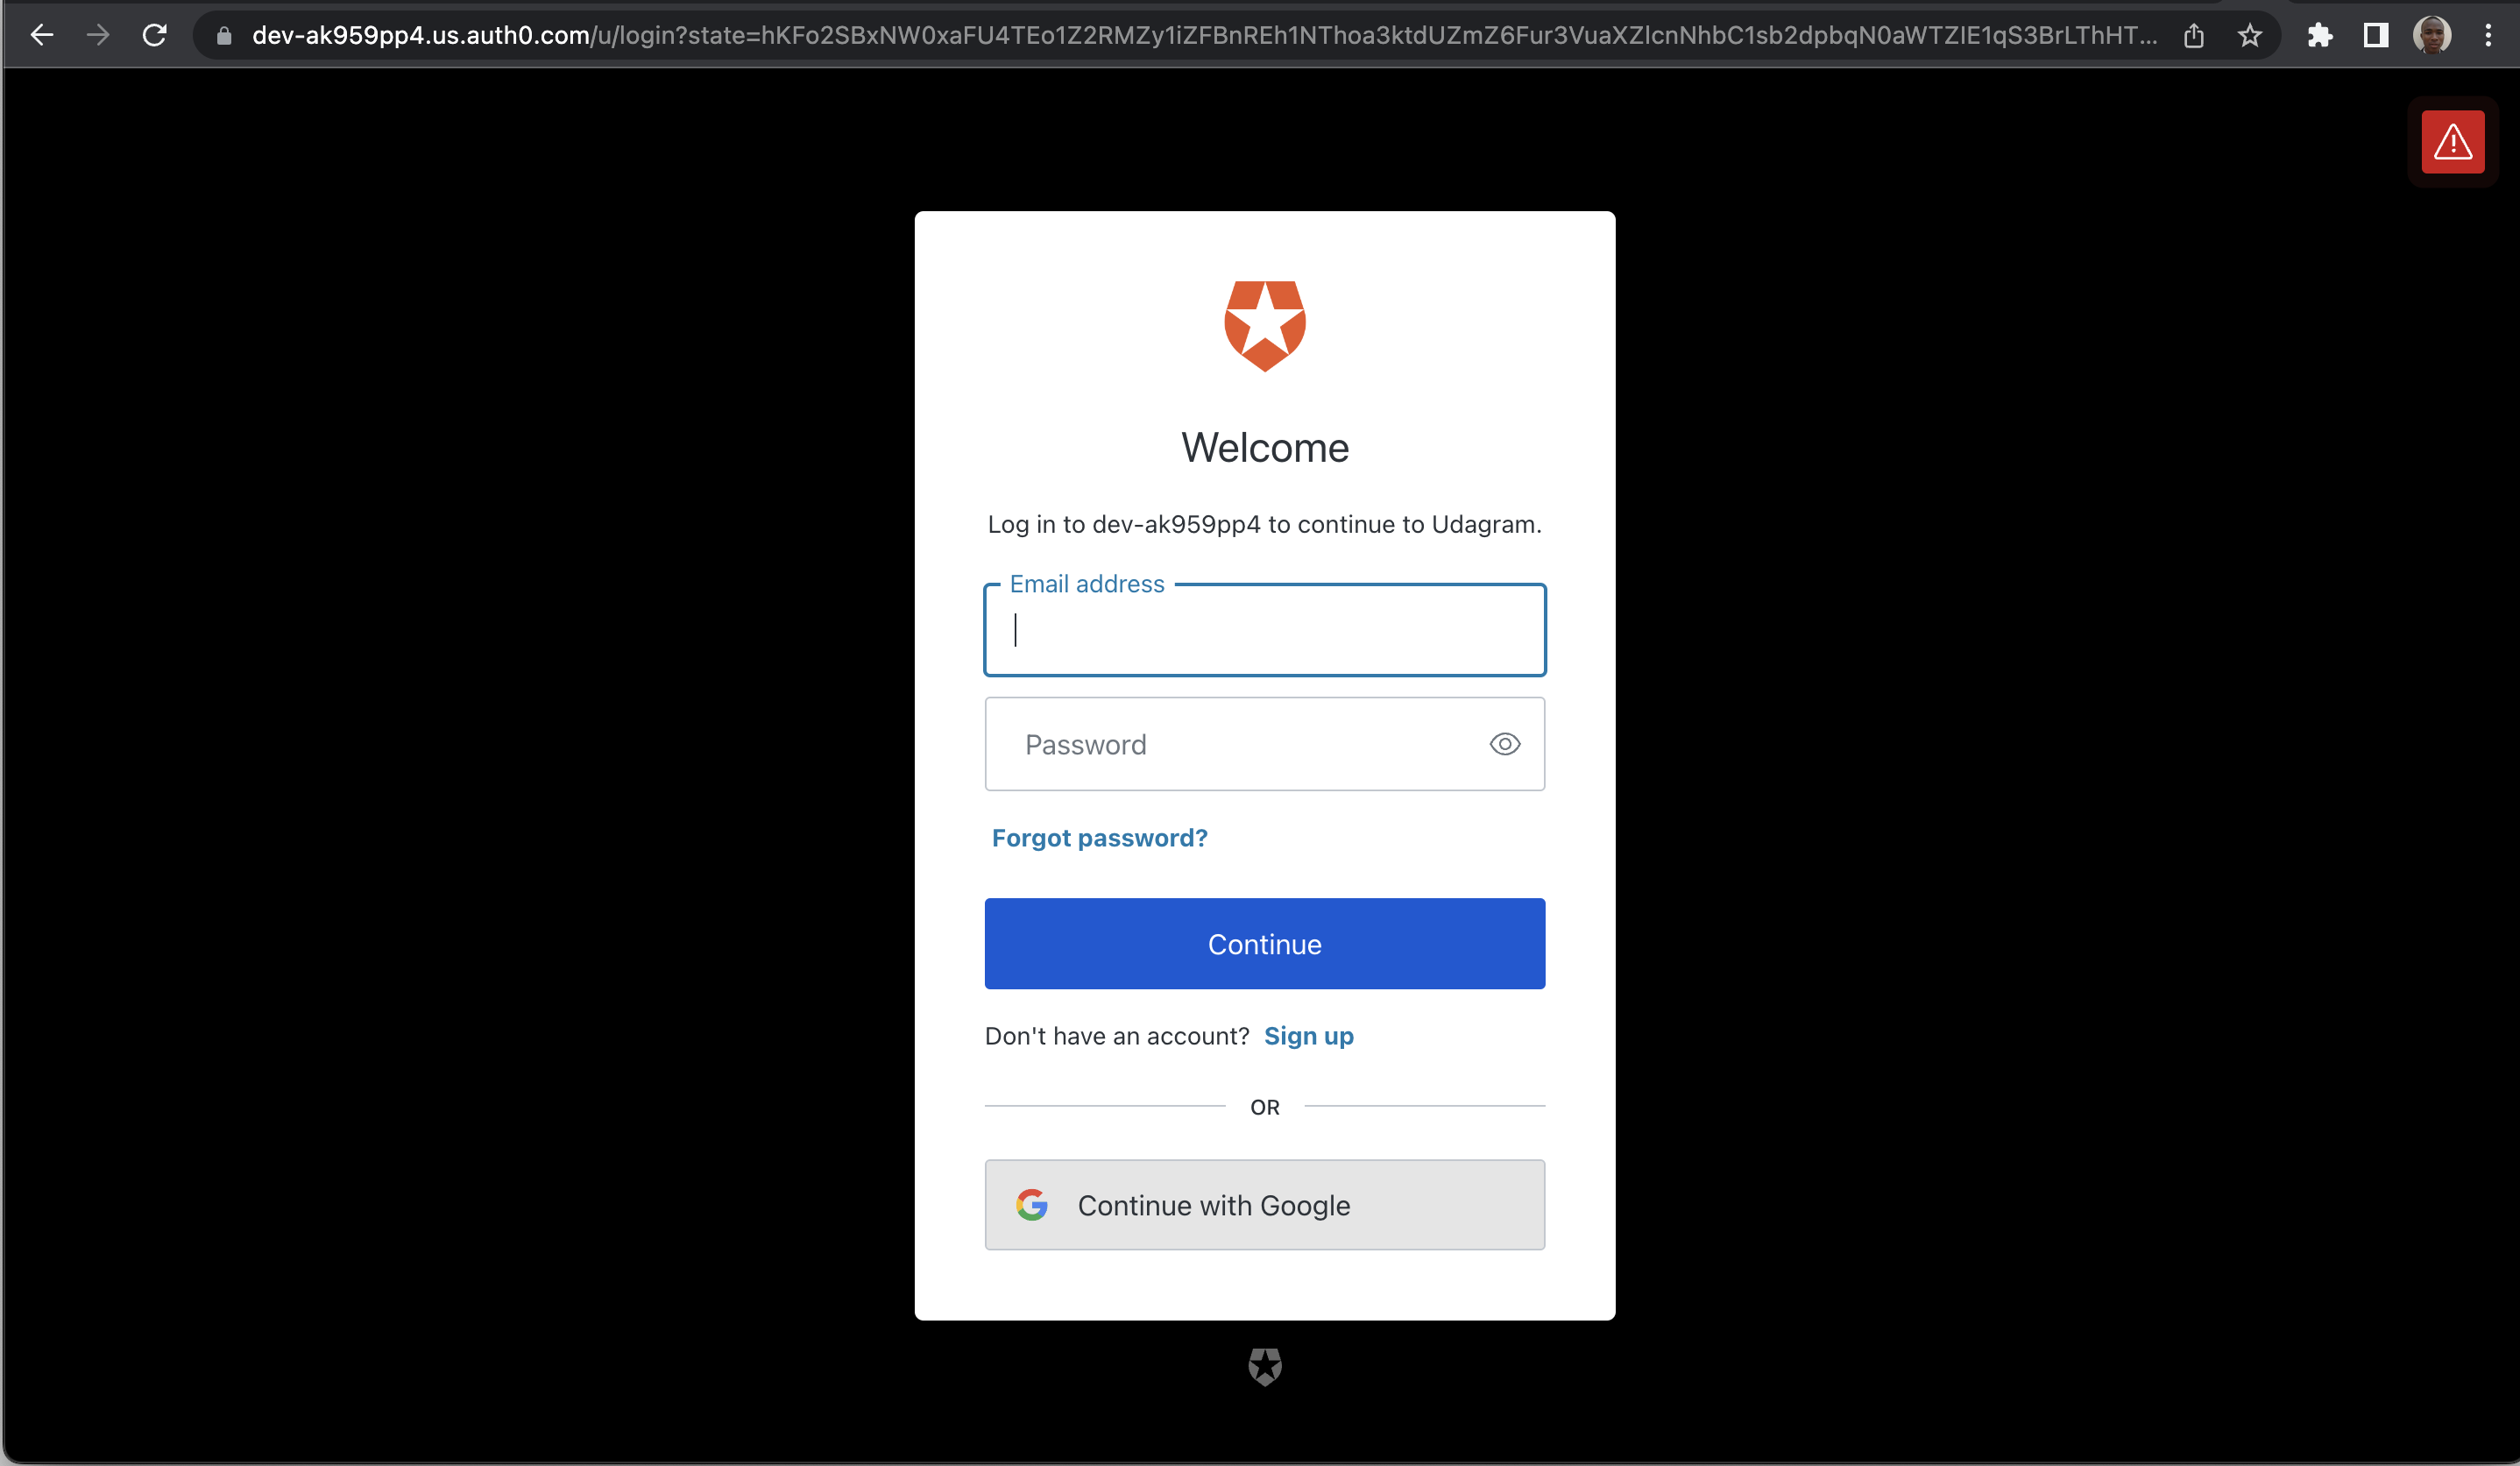 dev-ak959pp4.us.auth0.com/u/login?state=hKFo2SBxNW0xaFU4TEo1Z2RMZy1iZFBnREh1NThoa3ktdUZmZ6Fur3VuaXZlcnNhbC1sb2dpbqN0aWTZIE1qS3BrLThHT...
Welcome
Log in to dev-ak959pp4 to continue to Udagram.
Email address
Password
Forgot password?
Continue
Don't have an account? Sign up
OR
Continue with Google